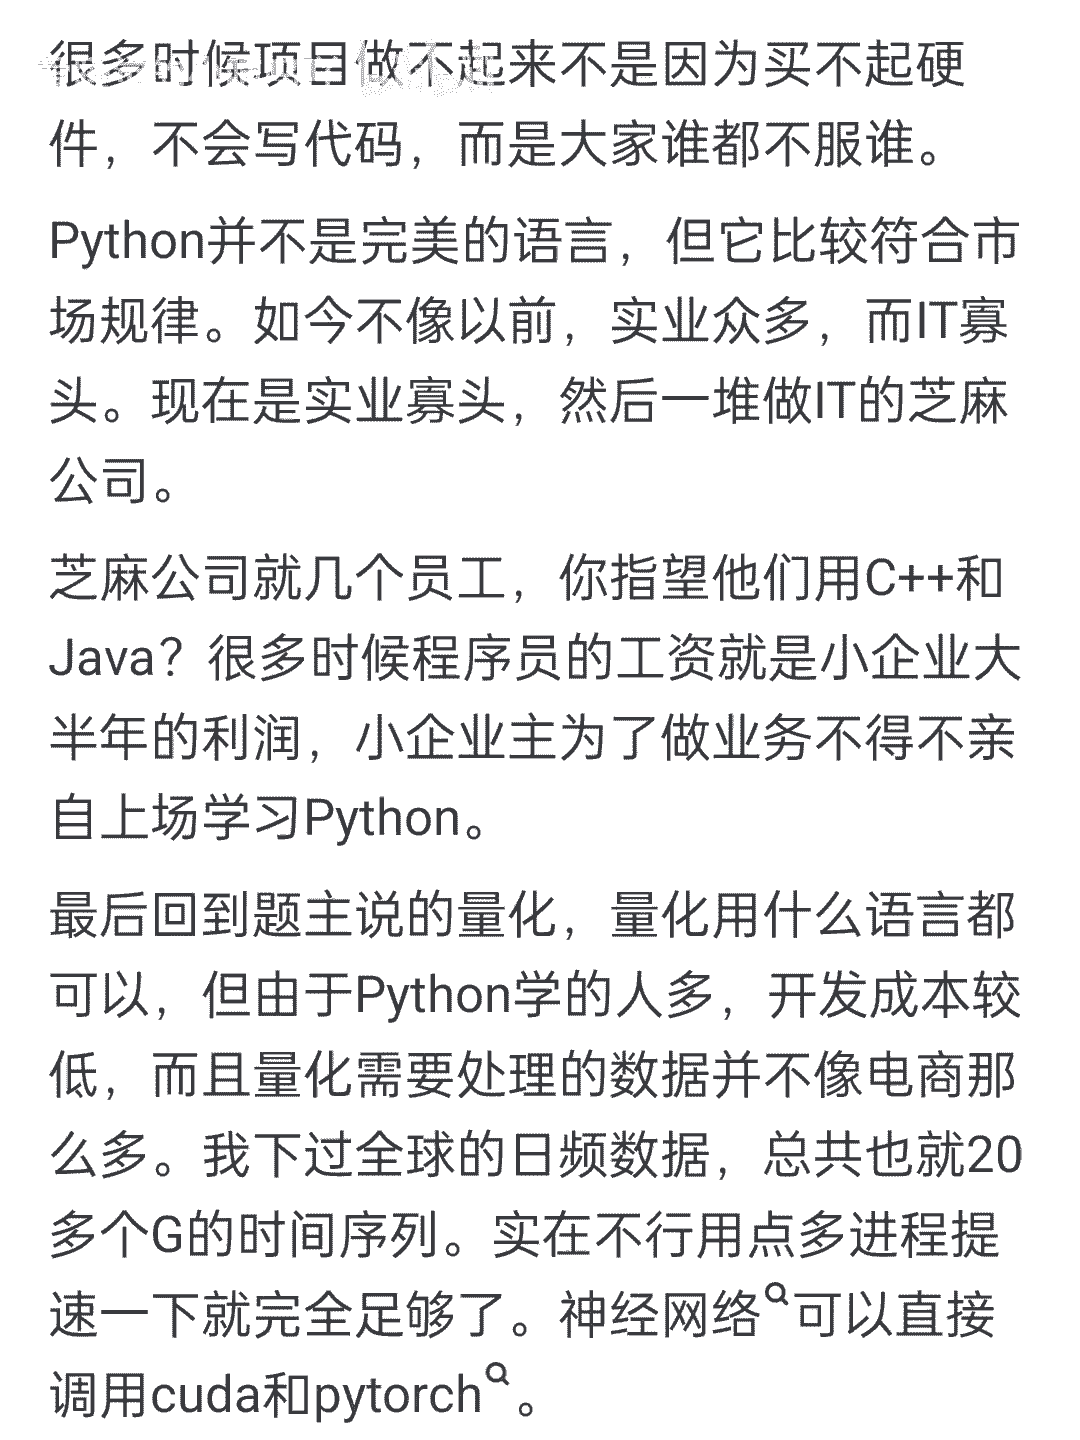 很多时候项目做不起来不是因为买不起硬
件，不会写代码，而是大家谁都不服谁。
Python并不是完美的语言，但它比较符合市
场规律。如今不像以前，实业众多，而IT寡
头。现在是实业寡头，然后一堆做IT的芝麻
公司。
芝麻公司就几个员工，你指望他们用C++和
Java？很多时候程序员的工资就是小企业大
半年的利润，小企业主为了做业务不得不亲
自上场学习Python。
最后回到题主说的量化，量化用什么语言都
可以，但由于Python学的人多，开发成本较
低，而且量化需要处理的数据并不像电商那
么多。我下过全球的日频数据，总共也就20
多个G的时间序列。实在不行用点多进程提
速一下就完全足够了。神经网络可以直接
调用cuda和pytorch。